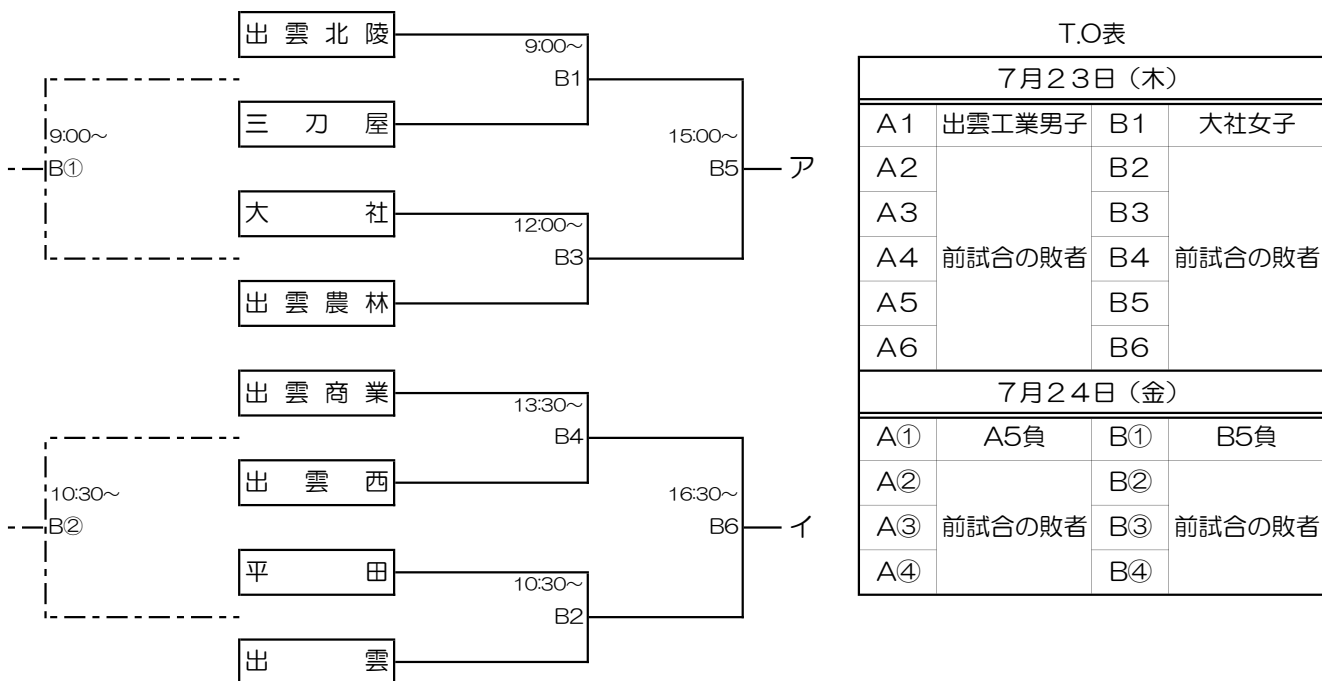 出雲北陵
9:00～
B1
三刀屋
9:00～
B①
15:00～
B5
ア
大社
12:00～
B3
出雲農林
出雲商業
13:30～
B4
出雲西
10:30～
B②
16:30～
B6
イ
平田
10:30～
B2
出雲
T.O表
7月23日（木）
A1 出雲工業男子 B1 大社女子
A2 B2
A3 B3
A4 前試合の敗者 B4 前試合の敗者
A5 B5
A6 B6
7月24日（金）
A① A5負 B① B5負
A② B②
A③ 前試合の敗者 B③ 前試合の敗者
A④ B④